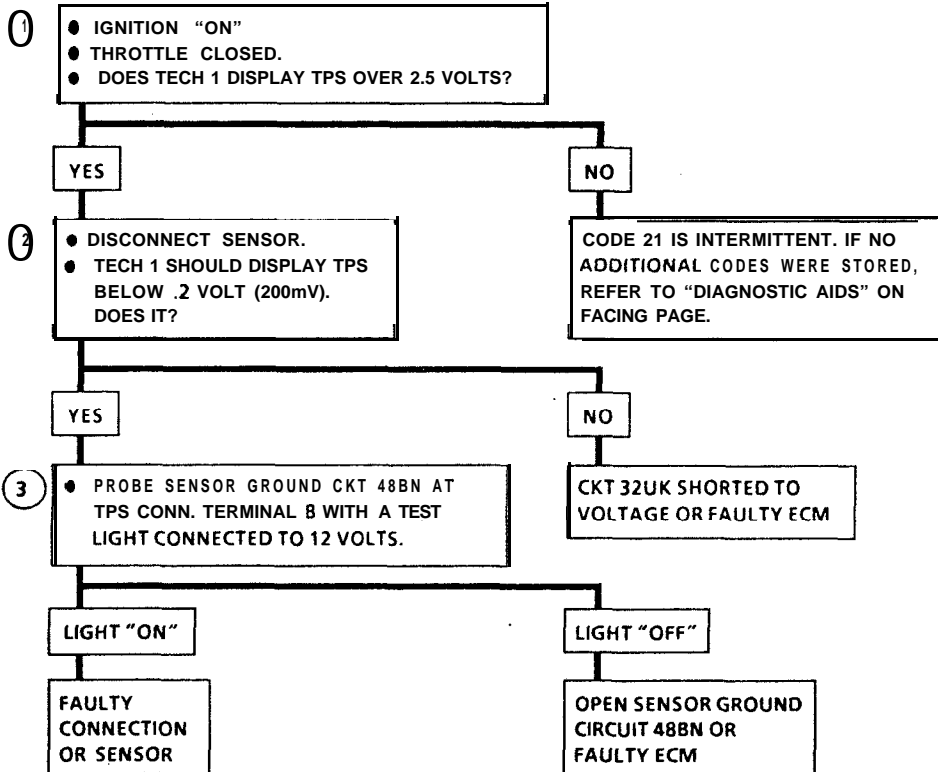 1
● IGNITION "ON"
● THROTTLE CLOSED.
● DOES TECH 1 DISPLAY TPS OVER 2.5 VOLTS?
YES
NO
2
● DISCONNECT SENSOR.
● TECH 1 SHOULD DISPLAY TPS
BELOW .2 VOLT (200mV).
DOES IT?
CODE 21 IS INTERMITTENT. IF NO
ADDITIONAL CODES WERE STORED,
REFER TO "DIAGNOSTIC AIDS" ON
FACING PAGE.
YES
NO
3
● PROBE SENSOR GROUND CKT 48BN AT
TPS CONN. TERMINAL B WITH A TEST
LIGHT CONNECTED TO 12 VOLTS.
CKT 32UK SHORTED TO
VOLTAGE OR FAULTY ECM
LIGHT "ON"
LIGHT "OFF"
FAULTY
CONNECTION
OR SENSOR
OPEN SENSOR GROUND
CIRCUIT 48BN OR
FAULTY ECM